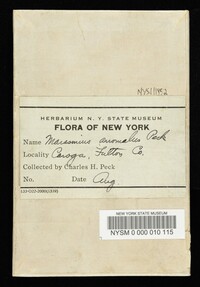 NYSf1192
HERBARIUM N. Y. STATE MUSEUM
FLORA OF NEW YORK
Name Marasmius anomalus Peck
Locality Caroga, Fulton Co.
Collected by Charles H. Peck
No. Date Aug
NEW YORK STATE MUSEUM
NYSM 0 000 010 115